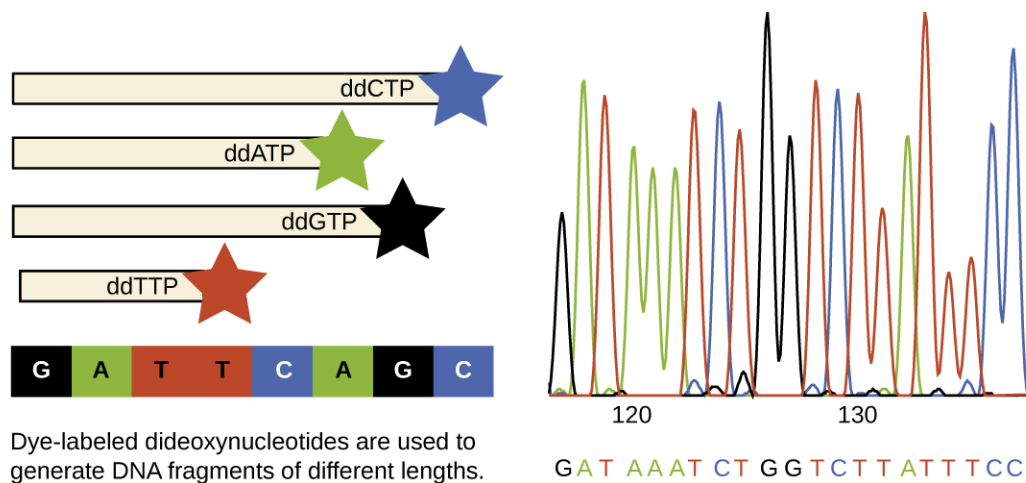 ddCTP
ddATP
ddGTP
ddTTP
G A T T C A G C
Dye-labeled dideoxynucleotides are used to
generate DNA fragments of different lengths.
120 130
GAT AAAT CT GGTCTTATTTCC